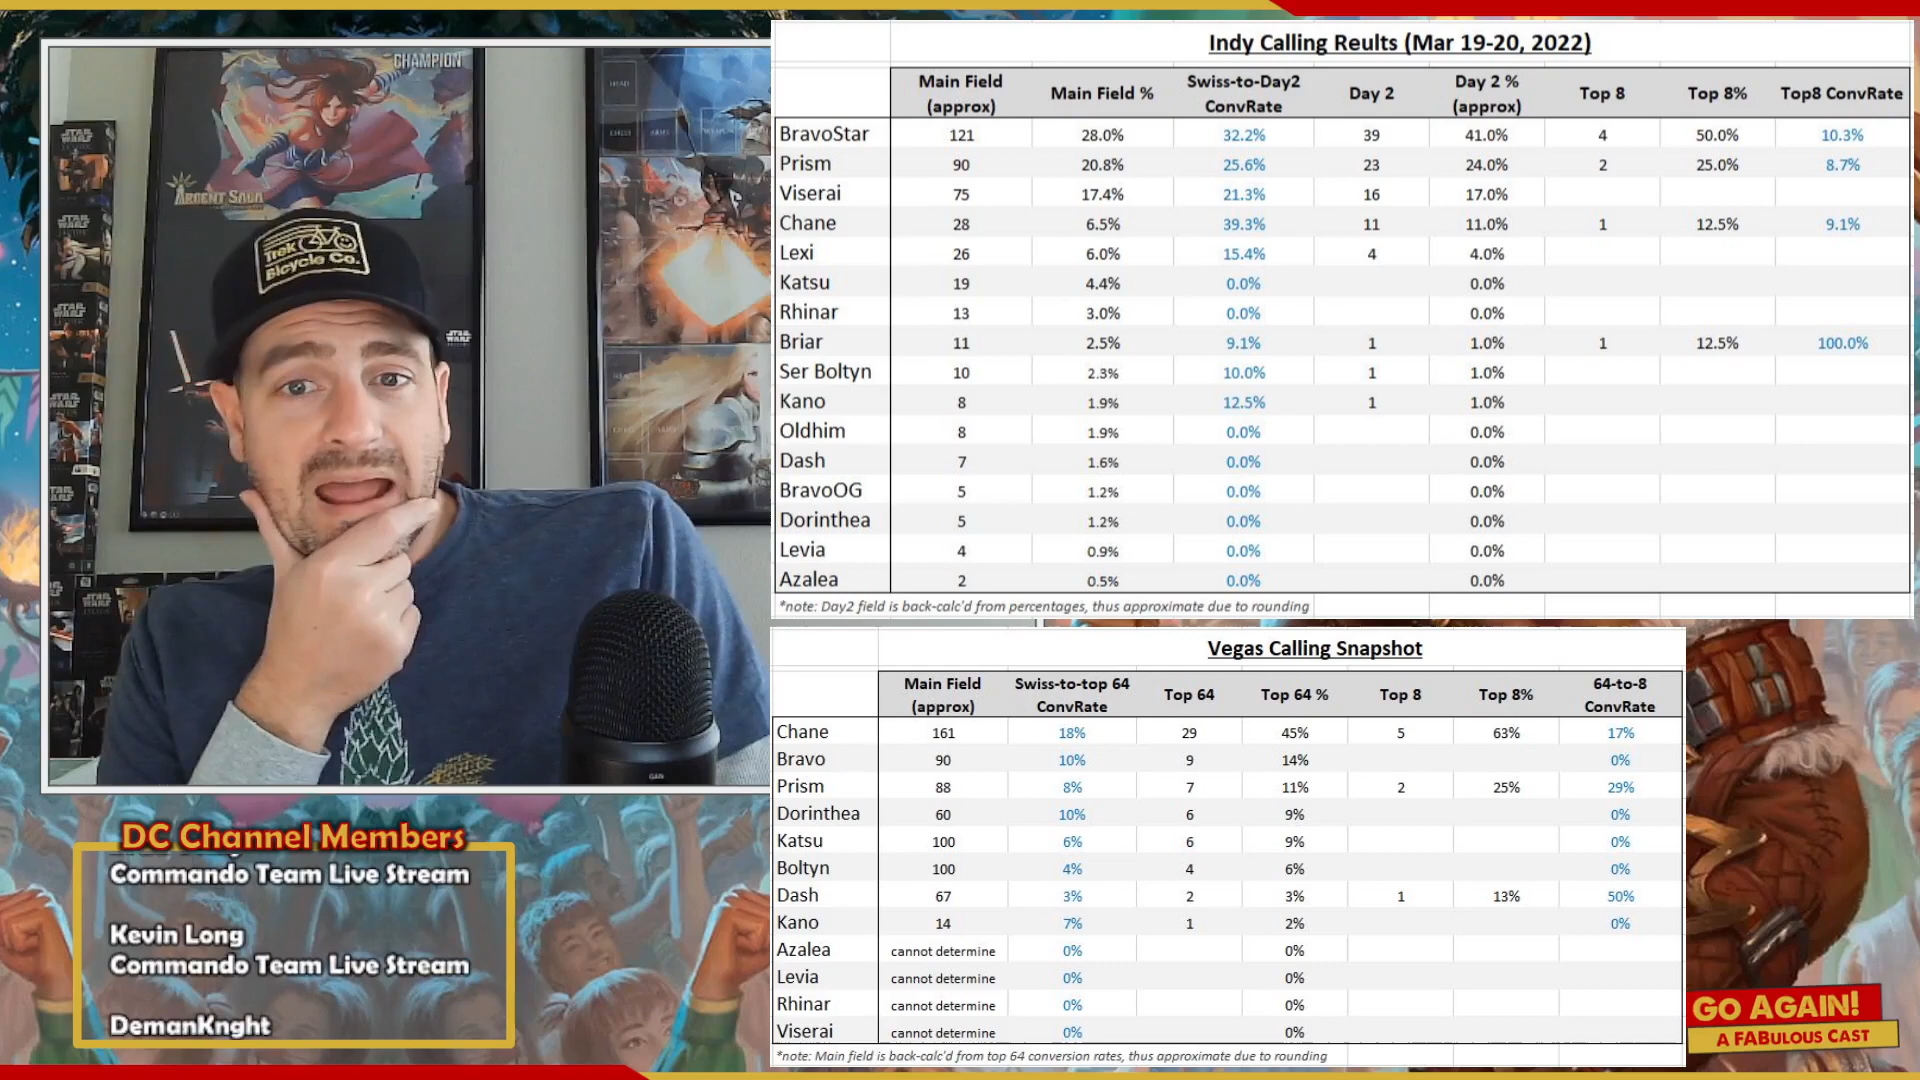 CHAMPION
ARGENT SAGA
Trek
Bicycle Co.
STAR WARS
STAR WARS
STAR WARS
GAIN
Indy Calling Reults (Mar 19-20, 2022)
Main Field (approx) Main Field % Swiss-to-Day2 ConvRate Day 2 Day 2 % (approx) Top 8 Top 8% Top8 ConvRate
BravoStar 121 28.0% 32.2% 39 41.0% 4 50.0% 10.3%
Prism 90 20.8% 25.6% 23 24.0% 2 25.0% 8.7%
Viserai 75 17.4% 21.3% 16 17.0%
Chane 28 6.5% 39.3% 11 11.0% 1 12.5% 9.1%
Lexi 26 6.0% 15.4% 4 4.0%
Katsu 19 4.4% 0.0% 0.0%
Rhinar 13 3.0% 0.0% 0.0%
Briar 11 2.5% 9.1% 1 1.0% 1 12.5% 100.0%
Ser Boltyn 10 2.3% 10.0% 1 1.0%
Kano 8 1.9% 12.5% 1 1.0%
Oldhim 8 1.9% 0.0% 0.0%
Dash 7 1.6% 0.0% 0.0%
BravoOG 5 1.2% 0.0% 0.0%
Dorinthea 5 1.2% 0.0% 0.0%
Levia 4 0.9% 0.0% 0.0%
Azalea 2 0.5% 0.0% 0.0%
*note: Day2 field is back-calc'd from percentages, thus approximate due to rounding
Vegas Calling Snapshot
Main Field (approx) Swiss-to-top 64 ConvRate Top 64 Top 64 % Top 8 Top 8% 64-to-8 ConvRate
Chane 161 18% 29 45% 5 63% 17%
Bravo 90 10% 9 14% 0%
Prism 88 8% 7 11% 2 25% 29%
Dorinthea 60 10% 6 9% 0%
Katsu 100 6% 6 9% 0%
Boltyn 100 4% 4 6% 0%
Dash 67 3% 2 3% 1 13% 50%
Kano 14 7% 1 2% 0%
Azalea cannot determine 0% 0%
Levia cannot determine 0% 0%
Rhinar cannot determine 0% 0%
Viserai cannot determine 0% 0%
*note: Main field is back-calc'd from top 64 conversion rates, thus approximate due to rounding
DC Channel Members
Commando Team Live Stream
Kevin Long
Commando Team Live Stream
DemanKnght
GO AGAIN!
A FABULOUS CAST